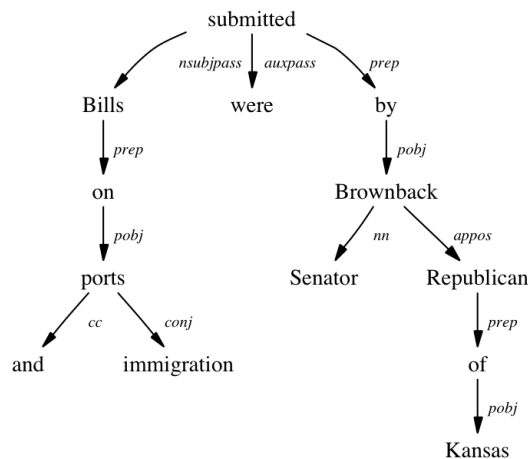 submitted
nsubjpass auxpass prep
Bills were by
prep pobj
on Brownback
pobj nn appos
ports Senator Republican
cc conj prep
and immigration of
pobj
Kansas